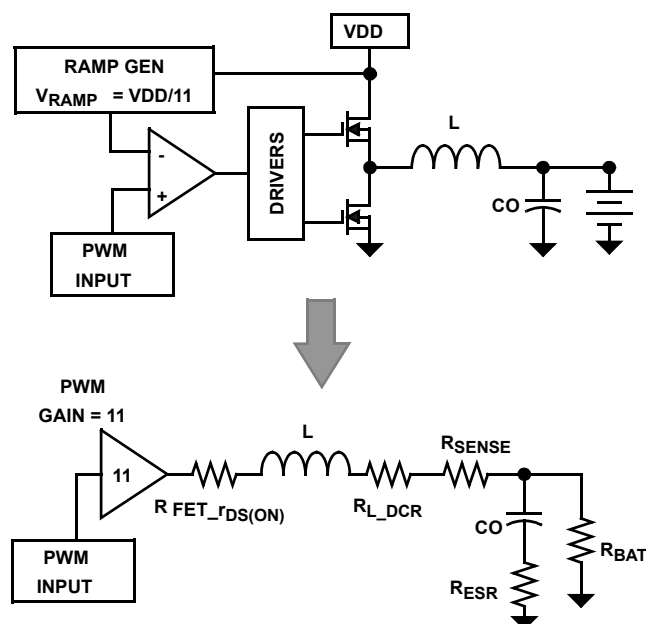 VDD
RAMP GEN
VRAMP = VDD/11
L
-
+
DRIVERS
CO
PWM
INPUT
PWM
GAIN = 11
L
RSENSE
11
R FET_rDS(ON)
RL_DCR
CO
RBAT
PWM
INPUT
RESR